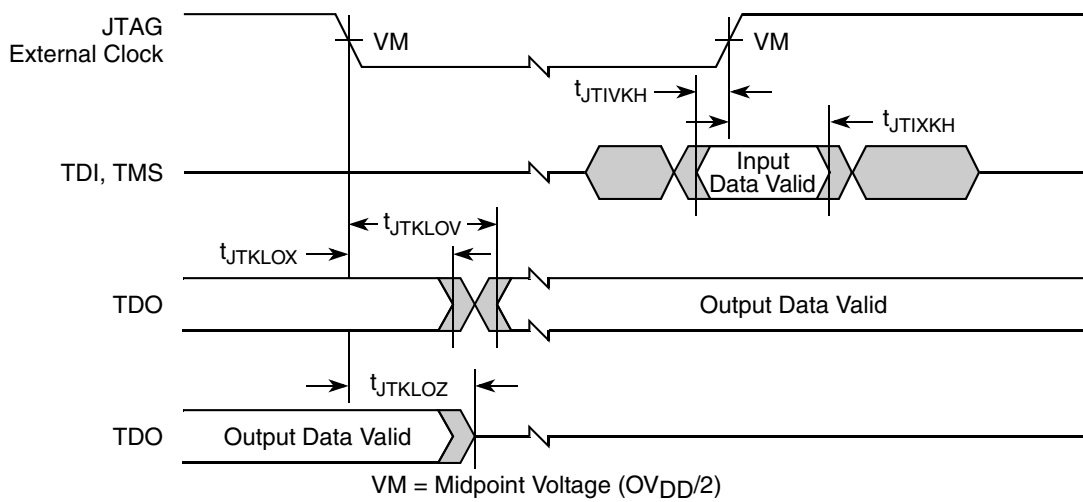 JTAG
External Clock
VM
VM
tJTIVKH
tJTIXKH
TDI, TMS
Input
Data Valid
tJTKLOV
tJTKLOX
TDO
Output Data Valid
tJTKLOZ
TDO
Output Data Valid
VM = Midpoint Voltage (OVDD/2)